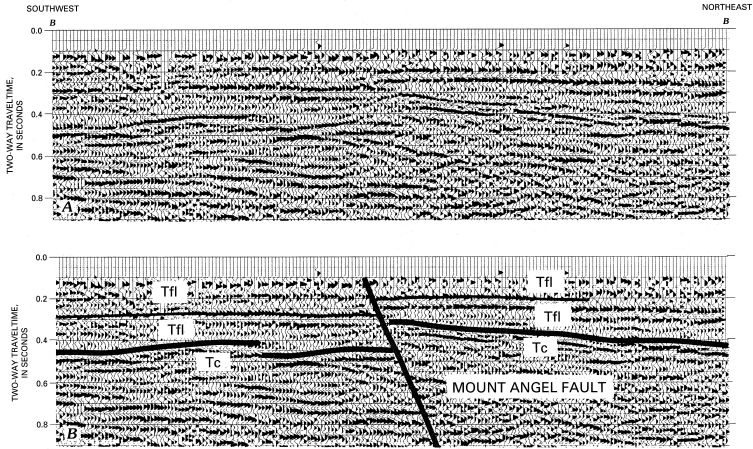 SOUTHWEST
NORTHEAST
B
B
0.0
0.2
0.4
0.6
0.8
TWO-WAY TRAVELTIME,
IN SECONDS
A
0.0
0.2
0.4
0.6
0.8
TWO-WAY TRAVELTIME,
IN SECONDS
Tfl
Tfl
Tfl
Tfl
Tc
Tc
MOUNT ANGEL FAULT
B